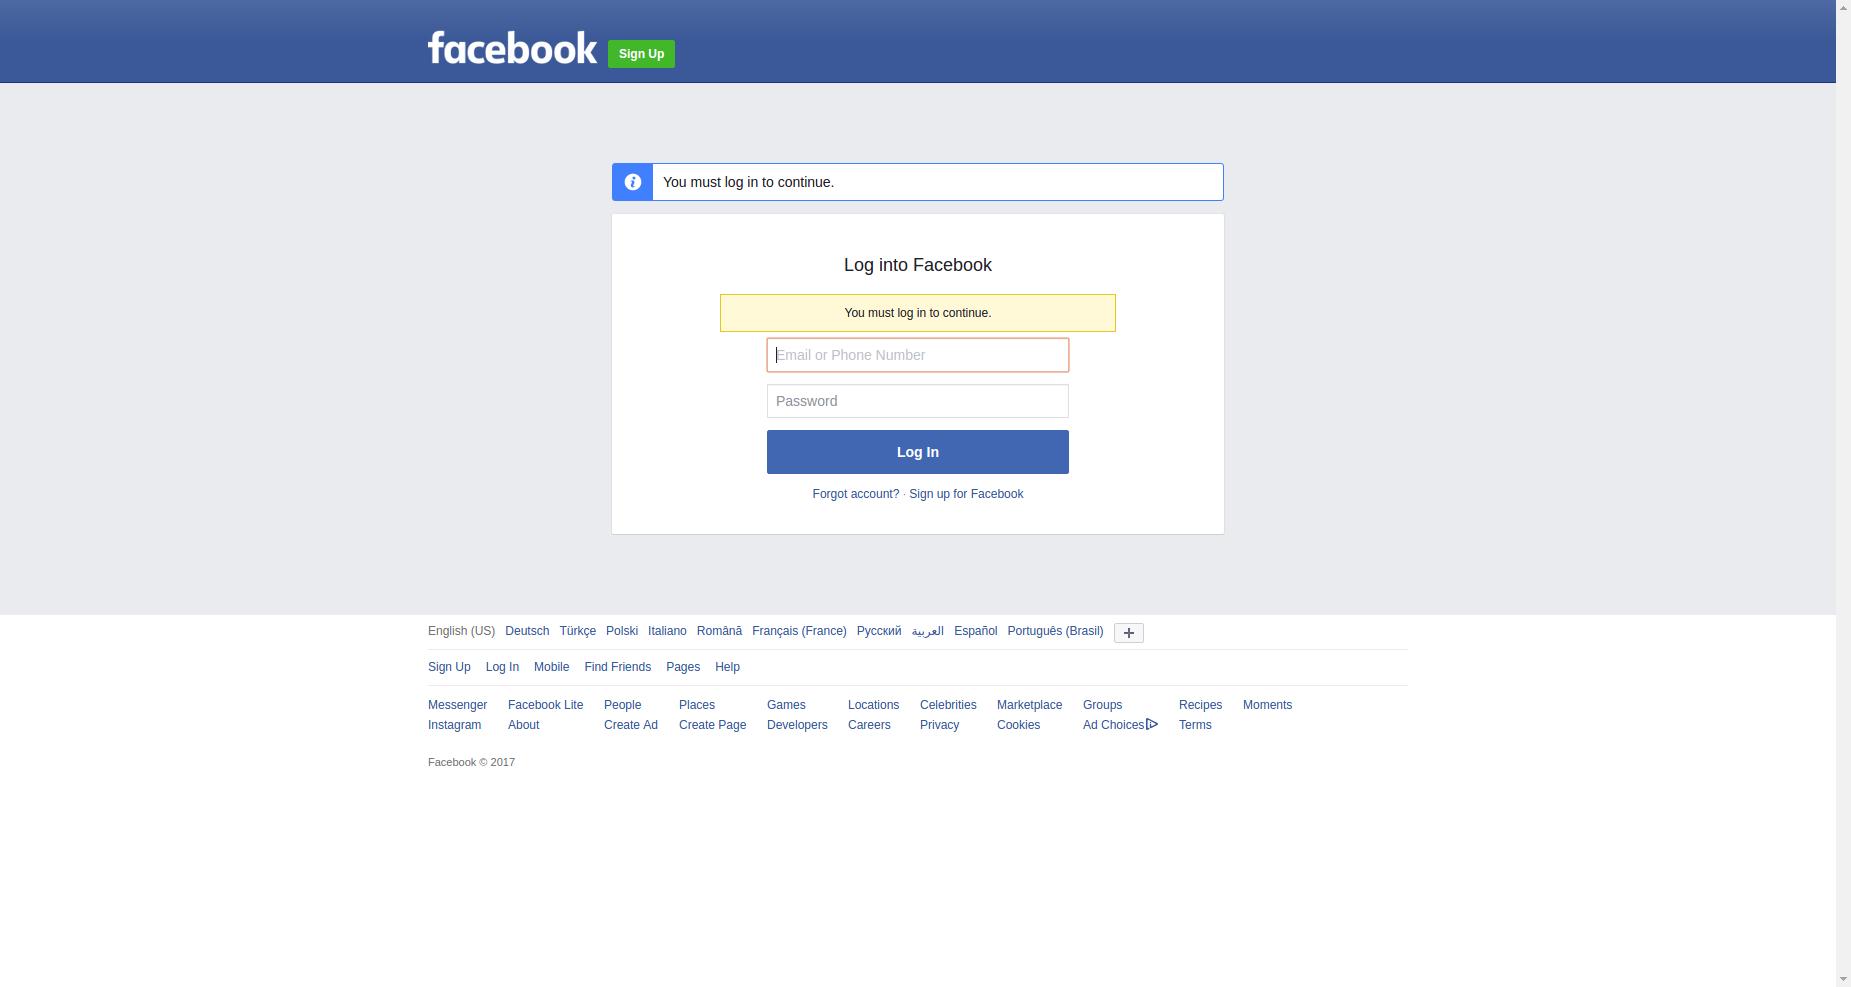 facebook Sign Up
You must log in to continue.
Log into Facebook
You must log in to continue.
Email or Phone Number
Password
Log In
Forgot account? · Sign up for Facebook
English (US) Deutsch Türkçe Polski Italiano Română Français (France) Русский العربية Español Português (Brasil)
Sign Up Log In Mobile Find Friends Pages Help
Messenger Facebook Lite People Places Games Locations Celebrities Marketplace Groups Recipes Moments
Instagram About Create Ad Create Page Developers Careers Privacy Cookies Ad Choices Terms
Facebook © 2017